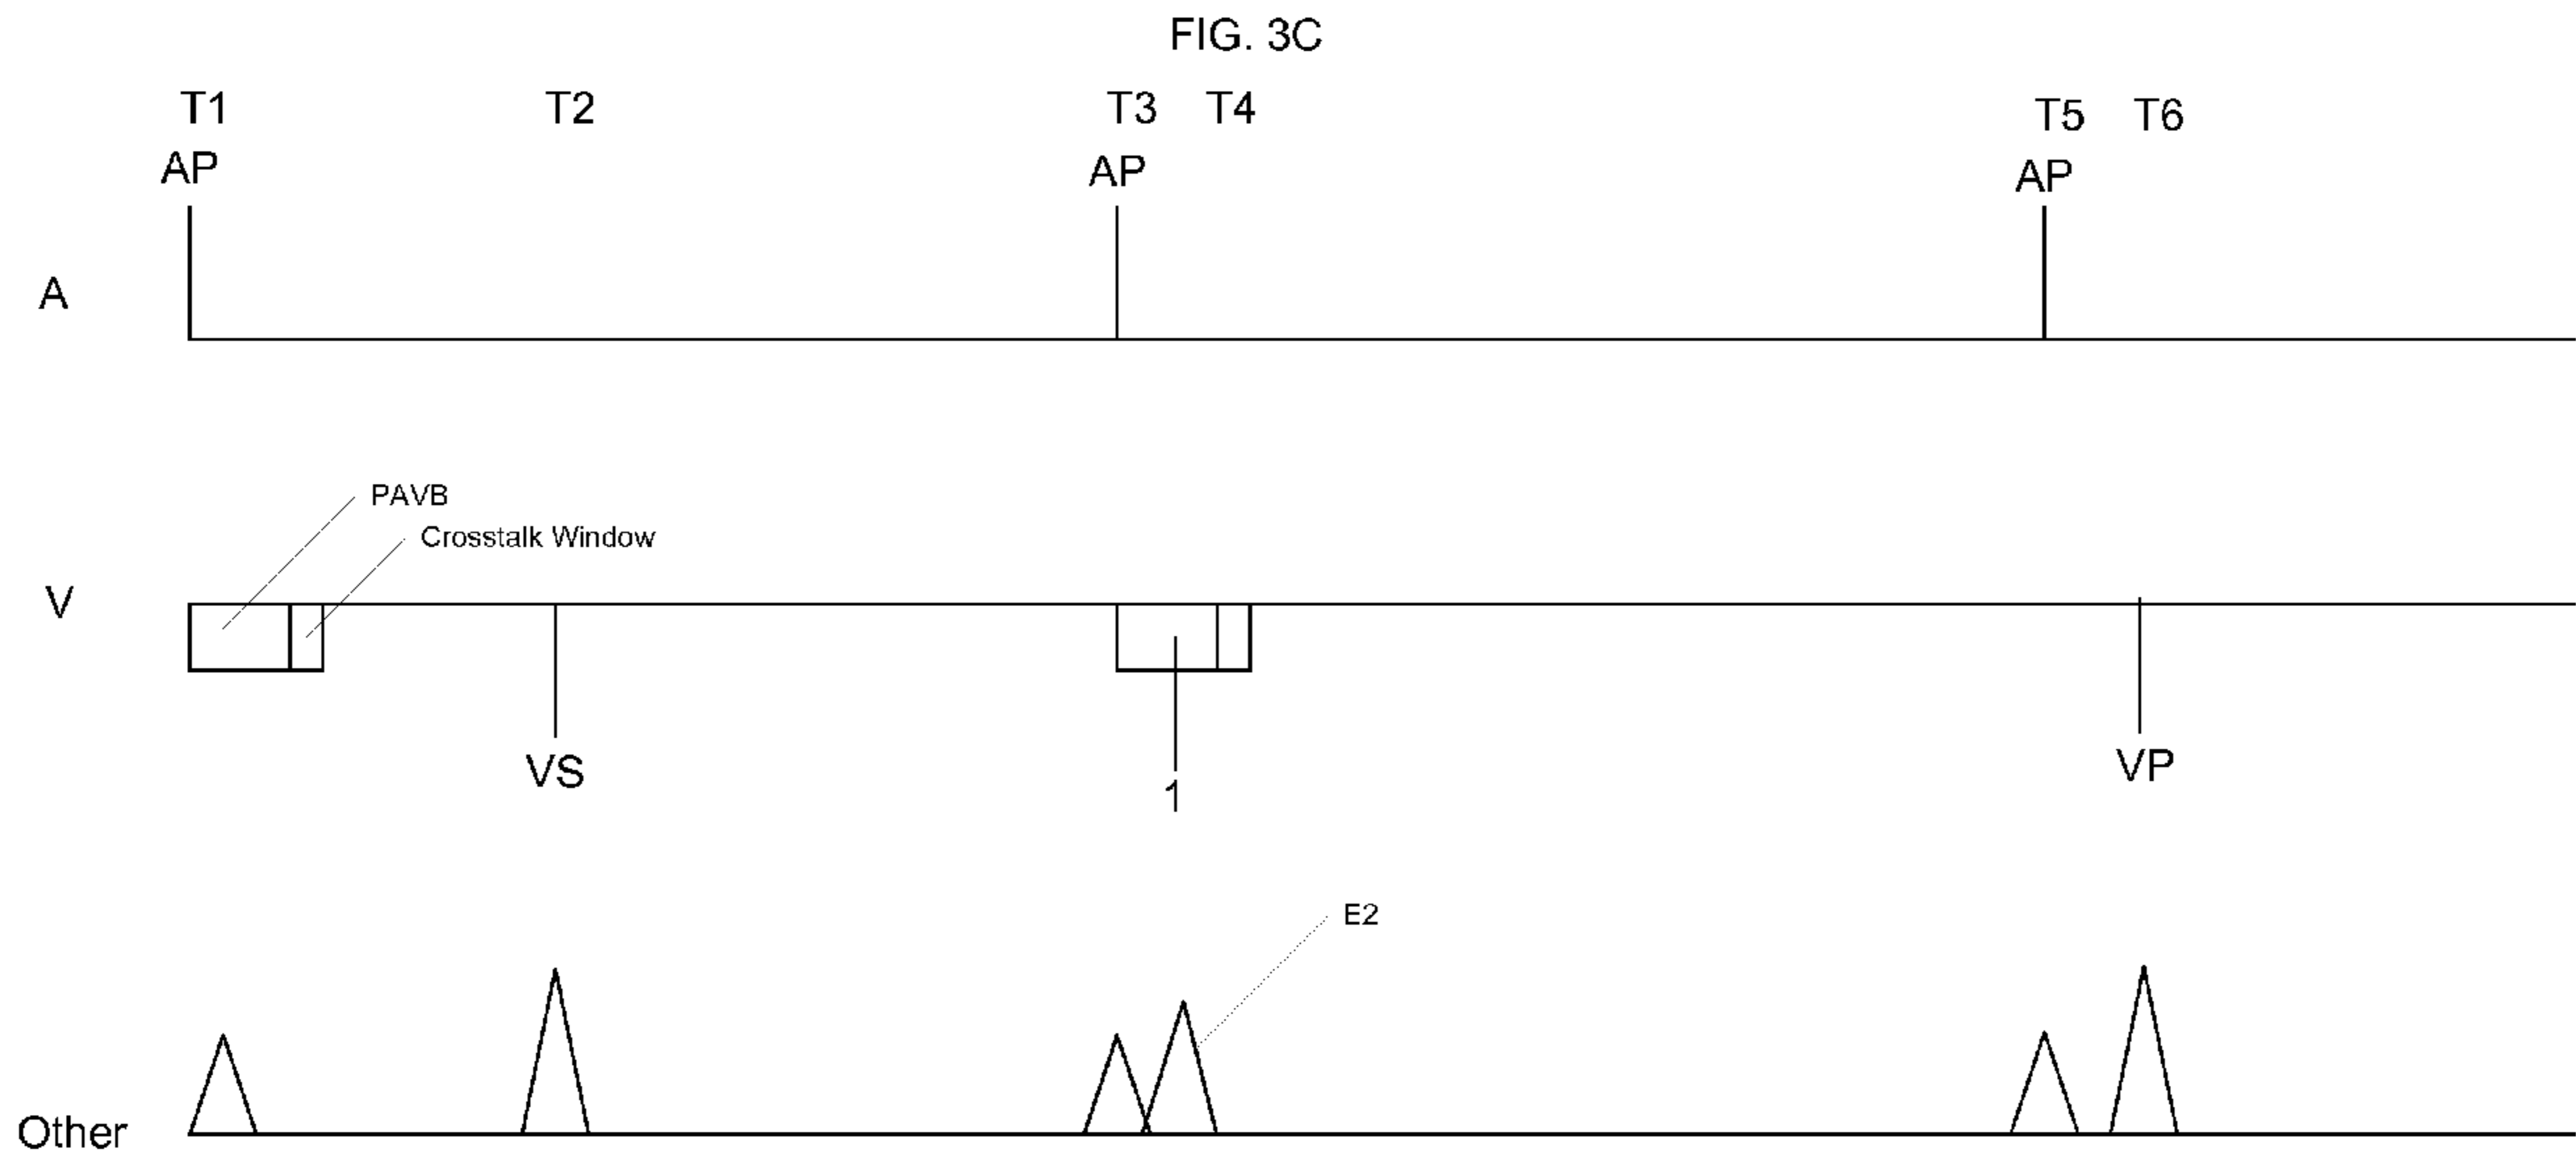 FIG. 3C
T1 T2 T3 T4 T5 T6
AP AP AP
A
PAVB
Crosstalk Window
V
VS 1 VP
E2
Other